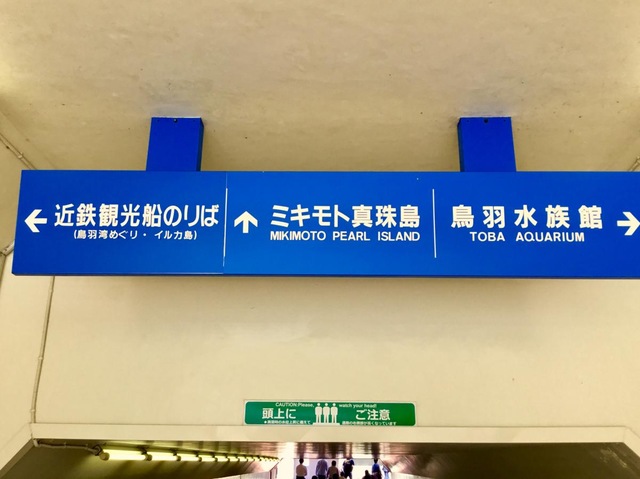 ← 近鉄観光船のりば
(鳥羽湾めぐり・イルカ島)
↑ ミキモト真珠島
MIKIMOTO PEARL ISLAND
鳥羽水族館 →
TOBA AQUARIUM
CAUTION:Please, watch your head!
頭上に ご注意